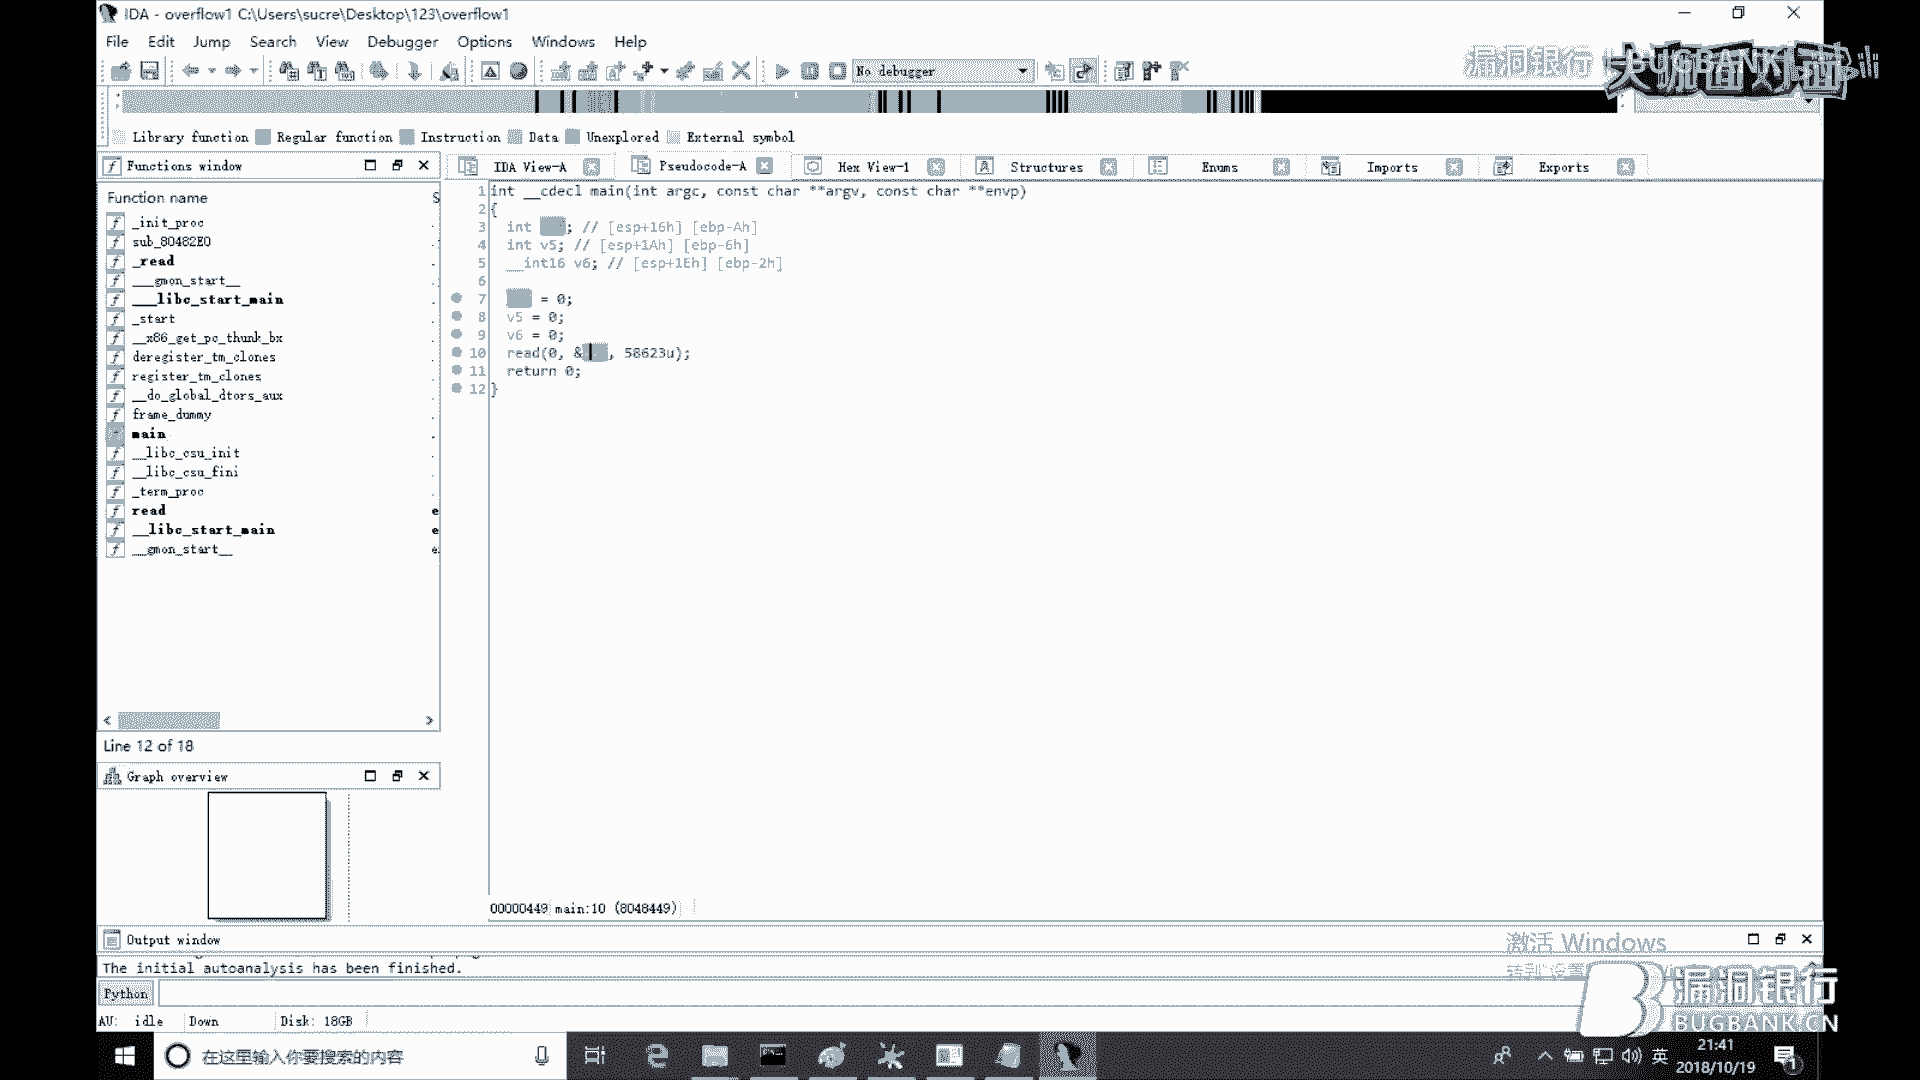 IDA - overflow1 C:\Users\sucre\Desktop\123\overflow1
File Edit Jump Search View Debugger Options Windows Help
No debugger
漏洞银行 BUGBANK
大咖面对面
Library function Regular function Instruction Data Unexplored External symbol
Functions window
IDA View-A Pseudocode-A Hex View-1 Structures Enums Imports Exports
Function name S
_init_proc
sub_80482E0
_read
___gmon_start__
___libc_start_main
_start
__x86_get_pc_thunk_bx
deregister_tm_clones
register_tm_clones
__do_global_dtors_aux
frame_dummy
main
__libc_csu_init
__libc_csu_fini
_term_proc
read e
__libc_start_main e
__gmon_start__ e
Line 12 of 18
1 int __cdecl main(int argc, const char **argv, const char **envp)
2 {
3 int ; // [esp+16h] [ebp-Ah]
4 int v5; // [esp+1Ah] [ebp-6h]
5 __int16 v6; // [esp+1Eh] [ebp-2h]
6
7 = 0;
8 v5 = 0;
9 v6 = 0;
10 read(0, & , 58623u);
11 return 0;
12 }
Graph overview
00000449 main:10 (8048449)
Output window
The initial autoanalysis has been finished.
Python
AU: idle Down Disk: 18GB
激活 Windows
转到"设置
漏洞银行
BUGBANK.CN
在这里输入你要搜索的内容
英
21:41
2018/10/19
1